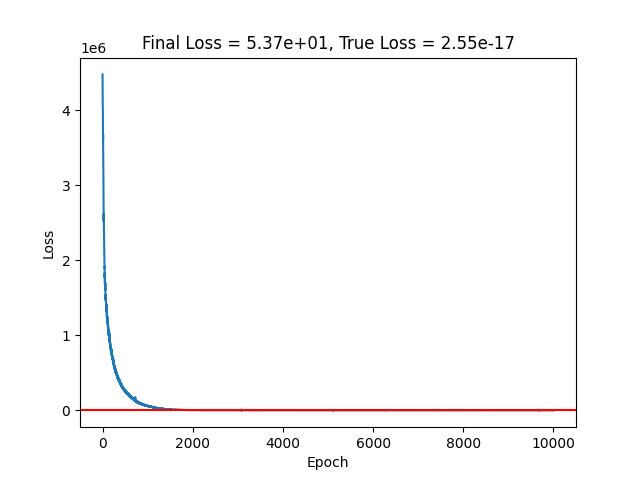 Final Loss = 5.37e+01, True Loss = 2.55e-17
1e6
4
3
2
1
0
Loss
0 2000 4000 6000 8000 10000
Epoch